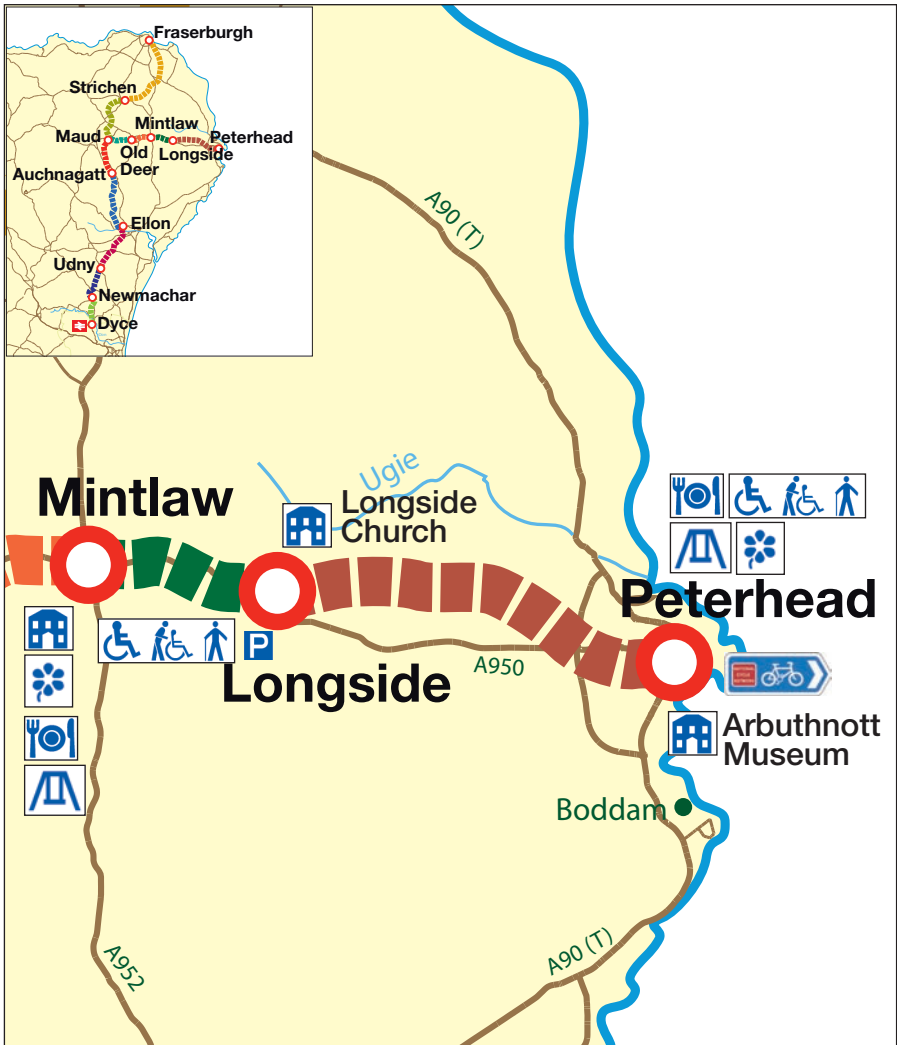 Fraserburgh
Strichen
Mintlaw
Maud
Peterhead
Old
Deer
Longside
Auchnagatt
Ellon
Udny
Newmachar
Dyce
A90 (T)
Ugie
Mintlaw
Longside
Church
Peterhead
P
A950
Longside
Arbuthnott
Museum
Boddam
A90 (T)
A952